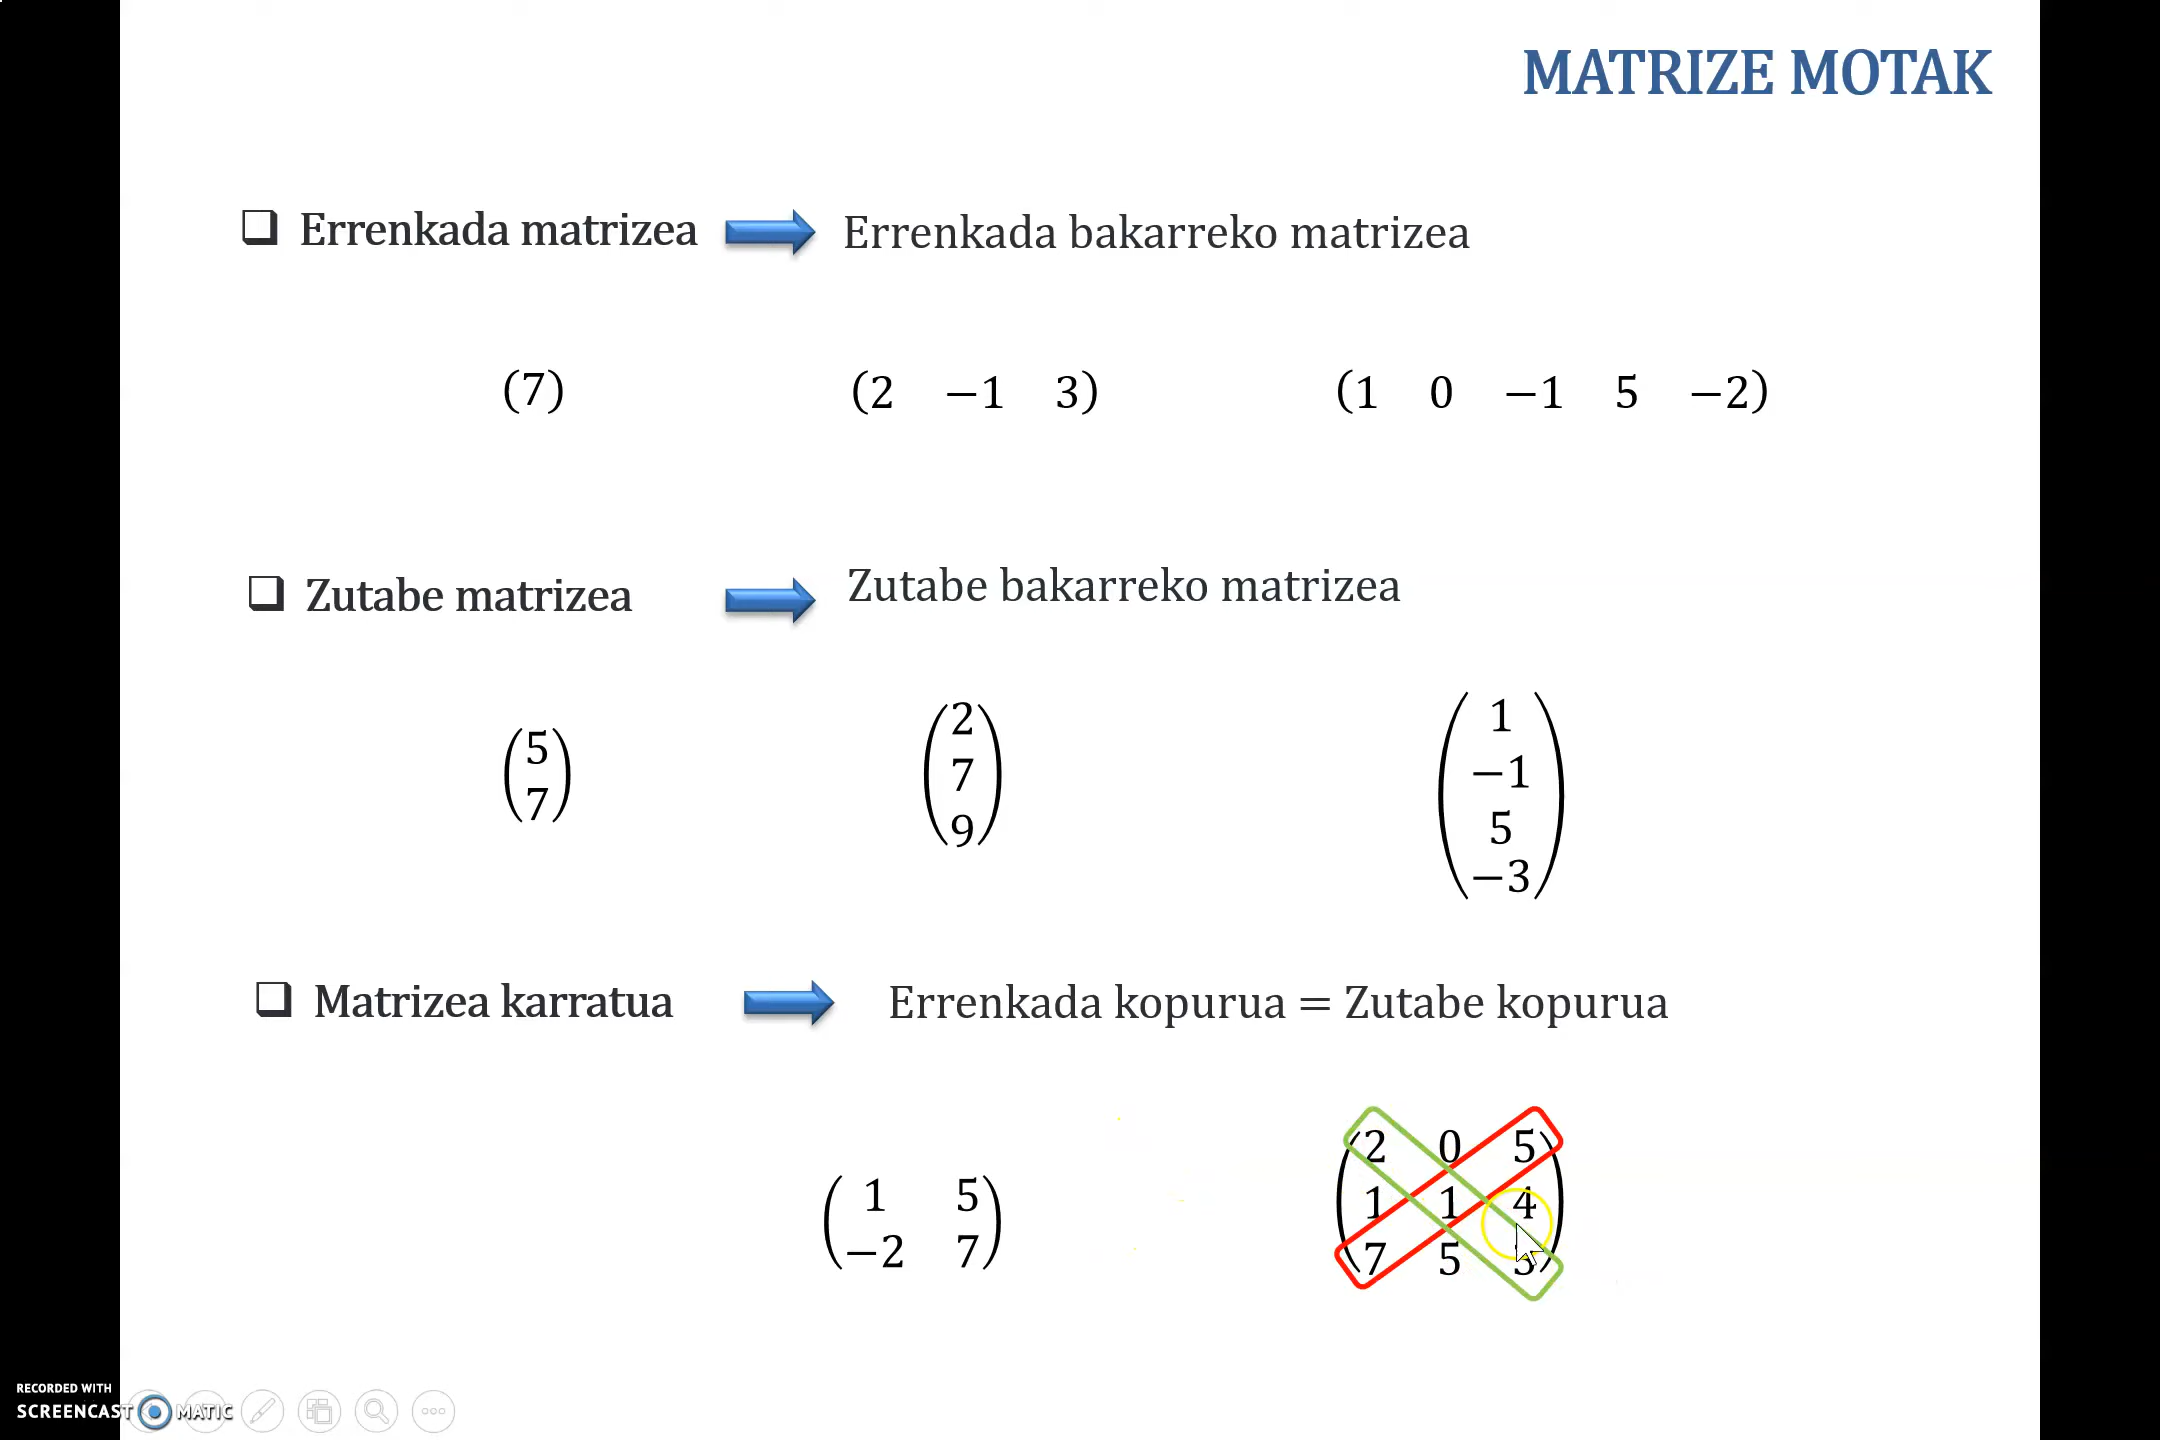 MATRIZE MOTAK
Errenkada matrizea
Errenkada bakarreko matrizea
(7)
(2 −1 3)
(1 0 −1 5 −2)
Zutabe matrizea
Zutabe bakarreko matrizea
5
7
2
7
9
1
−1
5
−3
Matrizea karratua
Errenkada kopurua = Zutabe kopurua
1 5
−2 7
2 0 5
1 1 4
7 5
RECORDED WITH
SCREENCAST MATIC